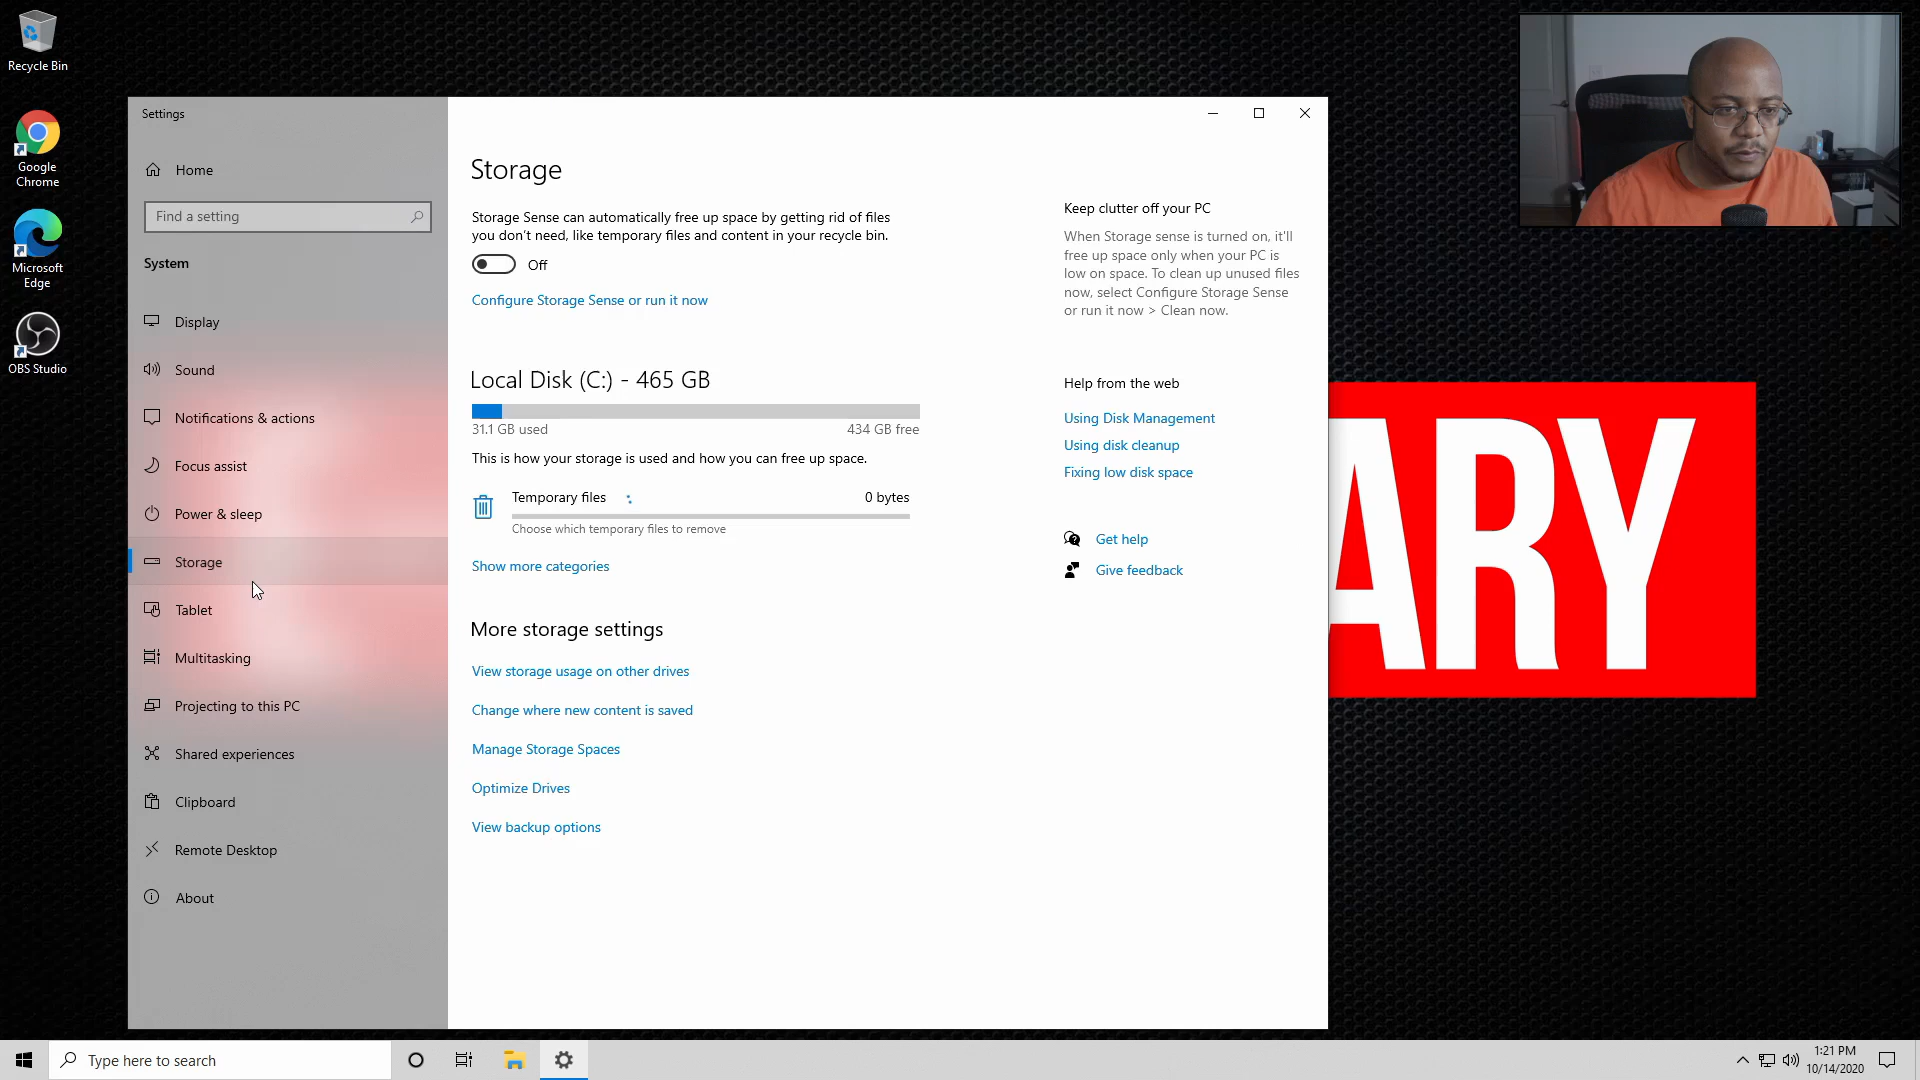 Recycle Bin
Google
Chrome
Microsoft
Edge
OBS Studio
Settings
Home
Find a setting
System
Display
Sound
Notifications & actions
Focus assist
Power & sleep
Storage
Tablet
Multitasking
Projecting to this PC
Shared experiences
Clipboard
Remote Desktop
About
Storage
Storage Sense can automatically free up space by getting rid of files
you don't need, like temporary files and content in your recycle bin.
Off
Configure Storage Sense or run it now
Local Disk (C:) - 465 GB
31.1 GB used
434 GB free
This is how your storage is used and how you can free up space.
Temporary files
0 bytes
Choose which temporary files to remove
Show more categories
More storage settings
View storage usage on other drives
Change where new content is saved
Manage Storage Spaces
Optimize Drives
View backup options
Keep clutter off your PC
When Storage sense is turned on, it'll
free up space only when your PC is
low on space. To clean up unused files
now, select Configure Storage Sense
or run it now > Clean now.
Help from the web
Using Disk Management
Using disk cleanup
Fixing low disk space
Get help
Give feedback
ARY
Type here to search
1:21 PM
10/14/2020